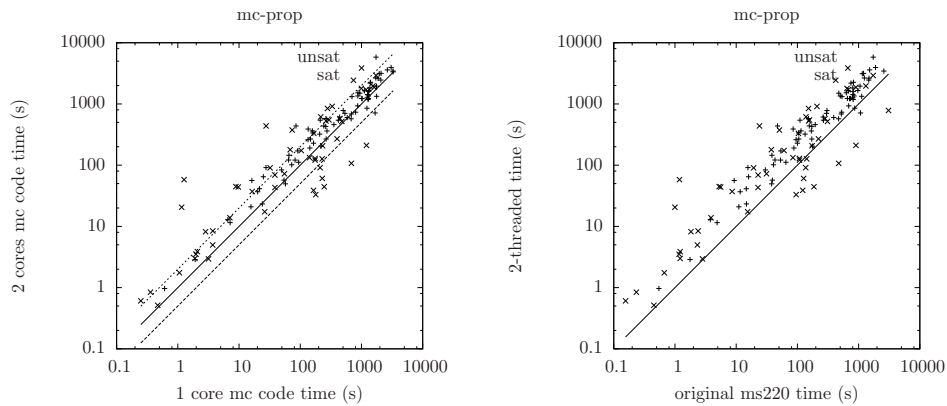 mc-prop
10000
1000
100
10
1
0.1
2 cores mc code time (s)
unsat
sat
0.1 1 10 100 1000 10000
1 core mc code time (s)
mc-prop
10000
1000
100
10
1
0.1
2-threaded time (s)
unsat
sat
0.1 1 10 100 1000 10000
original ms220 time (s)